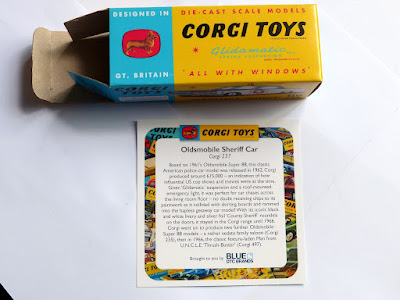 DESIGNED IN
GT. BRITAIN
DIE-CAST SCALE MODELS
CORGI TOYS
Glidamatic
SPRING SUSPENSION
"ALL WITH WINDOWS"
CORGI TOYS
Oldsmobile Sheriff Car
Corgi 237
Based on 1961's Oldsmobile Super 88, this classic
American police car model was released in 1962. Corgi
produced around 615,000 – an indication of how
influential US cop shows and movies were at the time.
Given 'Glidamatic' suspension and a roof-mounted
emergency light, it was perfect for car chases across
the living room floor – no doubt receiving chips to its
paintwork as it collided with skirting boards and rammed
into the baddies' getaway car model! With its iconic black
and white livery and silver foil 'County Sheriff' roundels
on the doors, it stayed in the Corgi range until 1966.
Corgi went on to produce two further Oldsmobile
Super 88 models – a rather sedate family saloon (Corgi
235), then in 1966, the classic feature-laden Man from
U.N.C.L.E 'Thrush-Buster' (Corgi 497).
Brought to you by
BLUE
DTC BRANDS